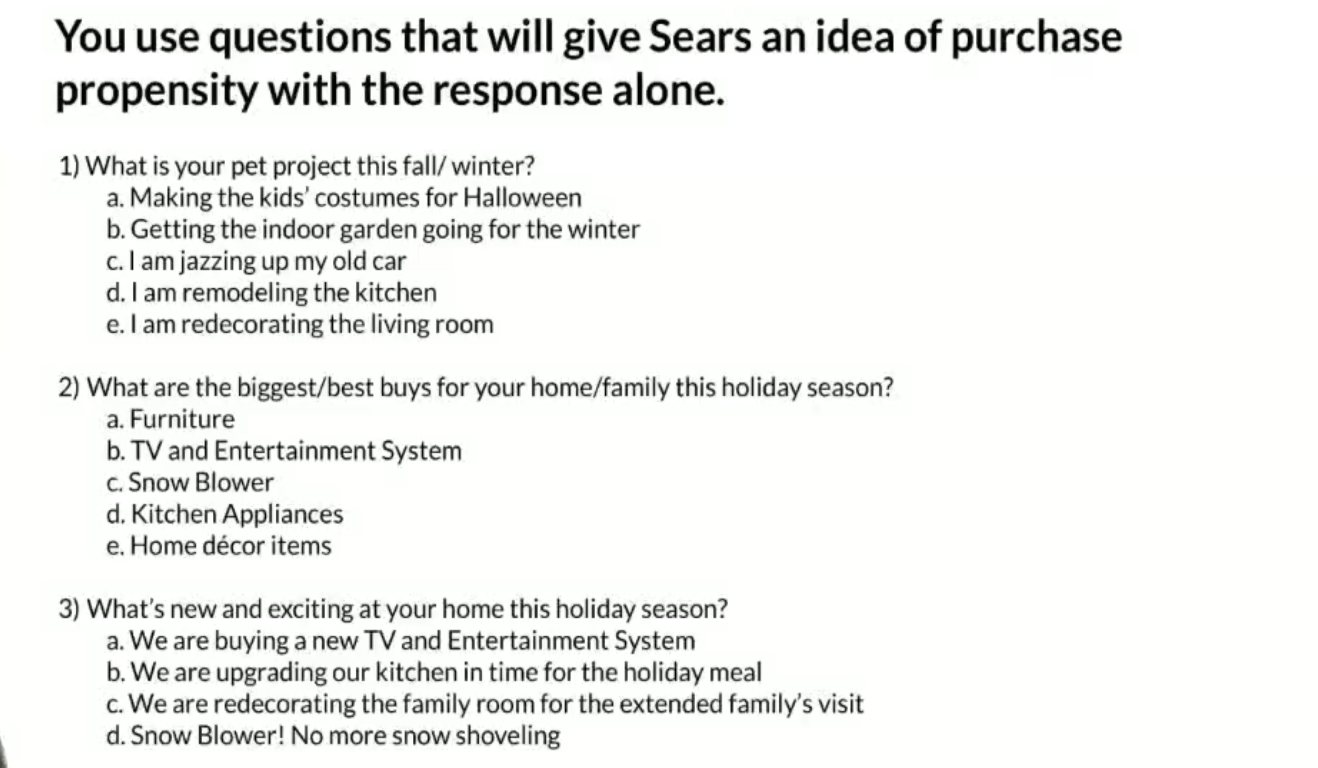 You use questions that will give Sears an idea of purchase
propensity with the response alone.
1) What is your pet project this fall/ winter?
a. Making the kids’ costumes for Halloween
b. Getting the indoor garden going for the winter
c. I am jazzing up my old car
d. I am remodeling the kitchen
e. I am redecorating the living room
2) What are the biggest/best buys for your home/family this holiday season?
a. Furniture
b. TV and Entertainment System
c. Snow Blower
d. Kitchen Appliances
e. Home décor items
3) What’s new and exciting at your home this holiday season?
a. We are buying a new TV and Entertainment System
b. We are upgrading our kitchen in time for the holiday meal
c. We are redecorating the family room for the extended family’s visit
d. Snow Blower! No more snow shoveling